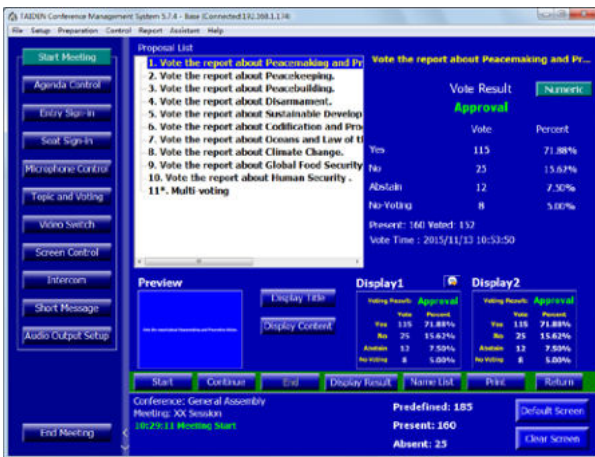 TAIDEN Conference Management System 5.7.4 - Base (Connected:192.168.1.174)
File Setup Preparation Control Report Assistant Help
Start Meeting
Agenda Control
Entry Sign-in
Seat Sign-in
Microphone Control
Topic and Voting
Video Switch
Screen Control
Intercom
Short Message
Audio Output Setup
End Meeting
Proposal List
1. Vote the report about Peacemaking and Pr
2. Vote the report about Peacekeeping.
3. Vote the report about Peacebuilding.
4. Vote the report about Disarmament.
5. Vote the report about Sustainable Develop
6. Vote the report about Codification and Pro
7. Vote the report about Oceans and Law of t
8. Vote the report about Climate Change.
9. Vote the report about Global Food Security
10. Vote the report about Human Security .
11*. Multi-voting
Vote the report about Peacemaking and Pr...
Vote Result Numeric
Approval
Vote Percent
Yes 115 71.88%
No 25 15.62%
Abstain 12 7.50%
No-Voting 8 5.00%
Present: 160 Voted: 152
Vote Time : 2015/11/13 10:53:50
Preview
Display Title
Display Content
Display1
Voting Result: Approval
Vote Percent
Yes 115 71.88%
No 25 15.62%
Abstain 12 7.50%
No-Voting 8 5.00%
Display2
Voting Result: Approval
Vote Percent
Yes 115 71.88%
No 25 15.62%
Abstain 12 7.50%
No-Voting 8 5.00%
Start Continue End Display Result Name List Print Return
Conference: General Assembly
Meeting: XX Session
10:29:11 Meeting Start
Predefined: 185
Present: 160
Absent: 25
Default Screen
Clear Screen